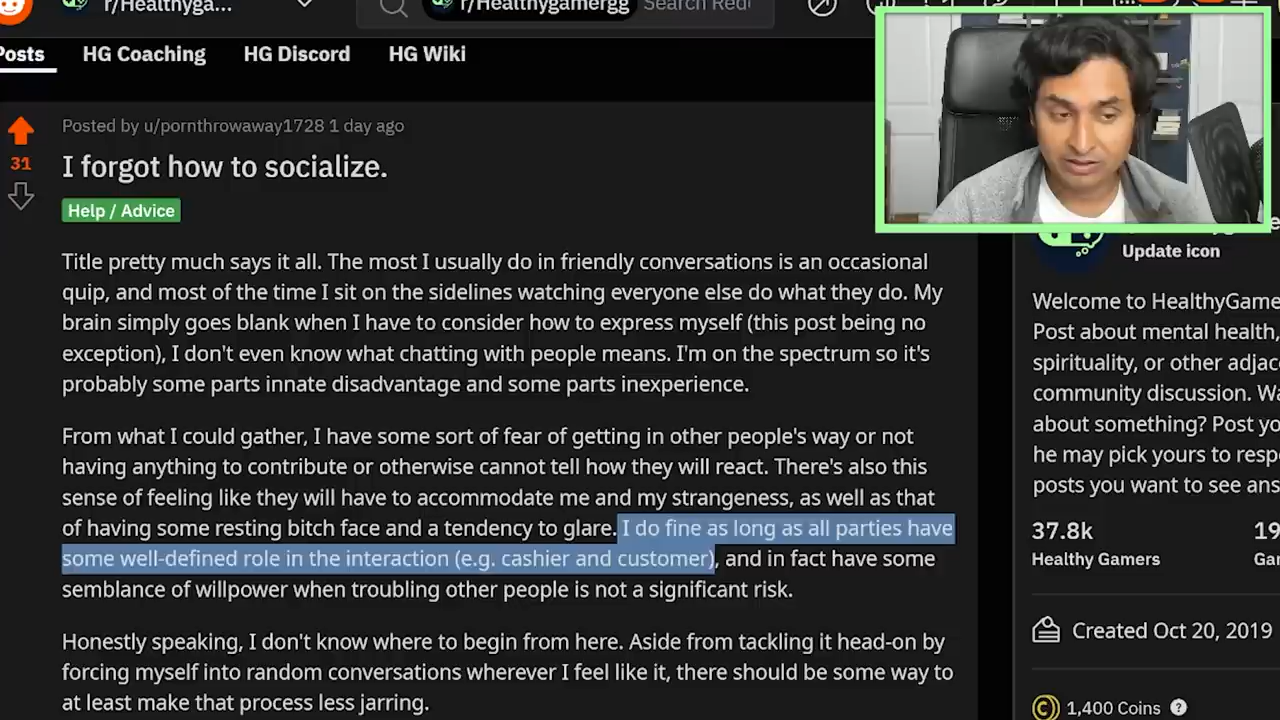 r/Healthyga...
r/Healthygamergg
Posts HG Coaching HG Discord HG Wiki
Posted by u/pornthrowaway1728 1 day ago
31
I forgot how to socialize.
Help / Advice
Title pretty much says it all. The most I usually do in friendly conversations is an occasional
quip, and most of the time I sit on the sidelines watching everyone else do what they do. My
brain simply goes blank when I have to consider how to express myself (this post being no
exception), I don't even know what chatting with people means. I'm on the spectrum so it's
probably some parts innate disadvantage and some parts inexperience.
From what I could gather, I have some sort of fear of getting in other people's way or not
having anything to contribute or otherwise cannot tell how they will react. There's also this
sense of feeling like they will have to accommodate me and my strangeness, as well as that
of having some resting bitch face and a tendency to glare. I do fine as long as all parties have
some well-defined role in the interaction (e.g. cashier and customer), and in fact have some
semblance of willpower when troubling other people is not a significant risk.
Honestly speaking, I don't know where to begin from here. Aside from tackling it head-on by
forcing myself into random conversations wherever I feel like it, there should be some way to
at least make that process less jarring.
Update icon
Welcome to HealthyGame
Post about mental health,
spirituality, or other adjac
community discussion. Wa
about something? Post yo
he may pick yours to resp
posts you want to see ans
37.8k
Healthy Gamers
19
Gar
Created Oct 20, 2019
1,400 Coins